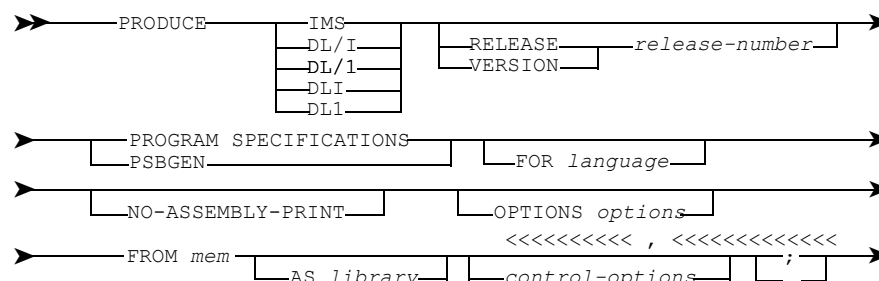 PRODUCE IMS
DL/I RELEASE release-number
DL/1 VERSION
DLI
DL1
PROGRAM SPECIFICATIONS
PSBGEN FOR language
NO-ASSEMBLY-PRINT OPTIONS options
<<<<<<<<<< , <<<<<<<<<<<<<
FROM mem ;
AS library control-options